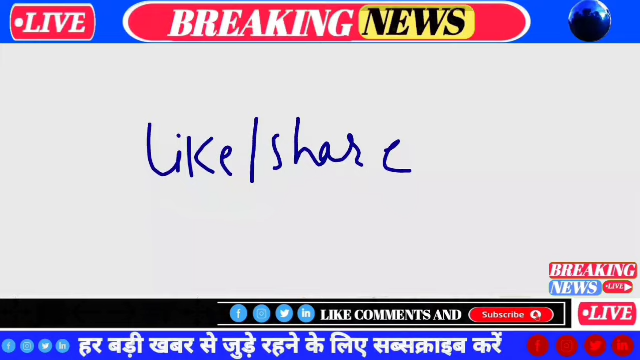 LIVE BREAKING NEWS
Like/share
BREAKING
NEWS LIVE
LIKE COMMENTS AND Subscribe LIVE
हर बड़ी खबर से जुड़े रहने के लिए सब्सक्राइब करें